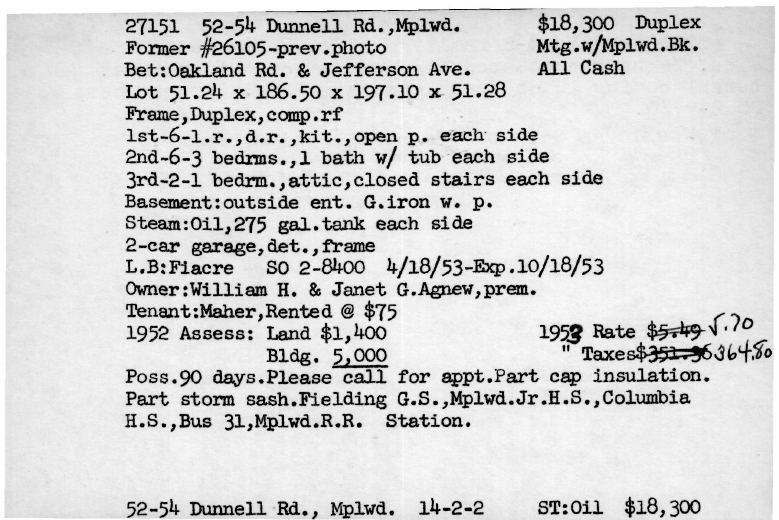 27151 52-54 Dunnell Rd.,Mplwd. $18,300 Duplex
Former #26105-prev.photo Mtg.w/Mplwd.Bk.
Bet:Oakland Rd. & Jefferson Ave. All Cash
Lot 51.24 x 186.50 x 197.10 x 51.28
Frame,Duplex,comp.rf
1st-6-l.r.,d.r.,kit.,open p. each side
2nd-6-3 bedrms.,1 bath w/ tub each side
3rd-2-1 bedrm.,attic,closed stairs each side
Basement:outside ent. G.iron w. p.
Steam:Oil,275 gal.tank each side
2-car garage,det.,frame
L.B:Fiacre SO 2-8400 4/18/53-Exp.10/18/53
Owner:William H. & Janet G.Agnew,prem.
Tenant:Maher,Rented @ $75
1952 Assess: Land $1,400 1953 Rate $5.49 5.70
Bldg. 5,000 " Taxes$351.36 364.80
Poss.90 days.Please call for appt.Part cap insulation.
Part storm sash.Fielding G.S.,Mplwd.Jr.H.S.,Columbia
H.S.,Bus 31,Mplwd.R.R. Station.
52-54 Dunnell Rd., Mplwd. 14-2-2 ST:Oil $18,300